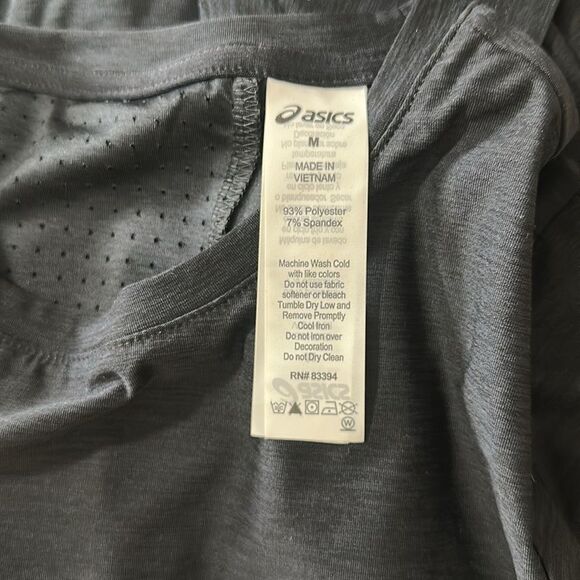 asics
M
MADE IN
VIETNAM
93% Polyester
7% Spandex
Machine Wash Cold
with like colors
Do not use fabric
softener or bleach
Tumble Dry Low and
Remove Promptly
Cool Iron
Do not iron over
Decoration
Do not Dry Clean
RN# 83394
W